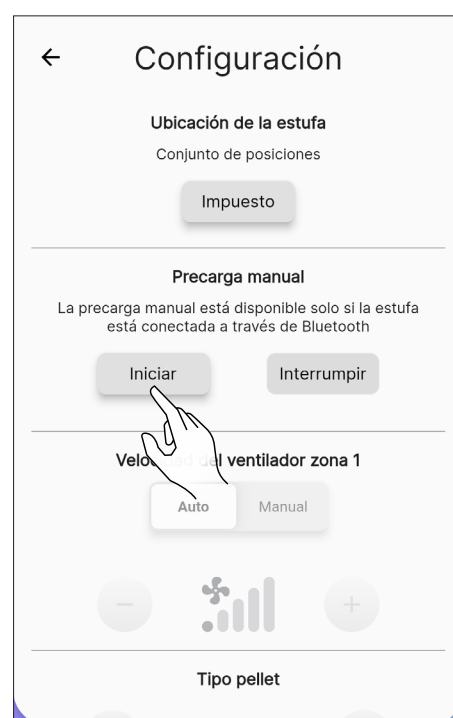 Configuración
Ubicación de la estufa
Conjunto de posiciones
Impuesto
Precarga manual
La precarga manual está disponible solo si la estufa
está conectada a través de Bluetooth
Iniciar Interrumpir
Velocidad del ventilador zona 1
Auto Manual
Tipo pellet